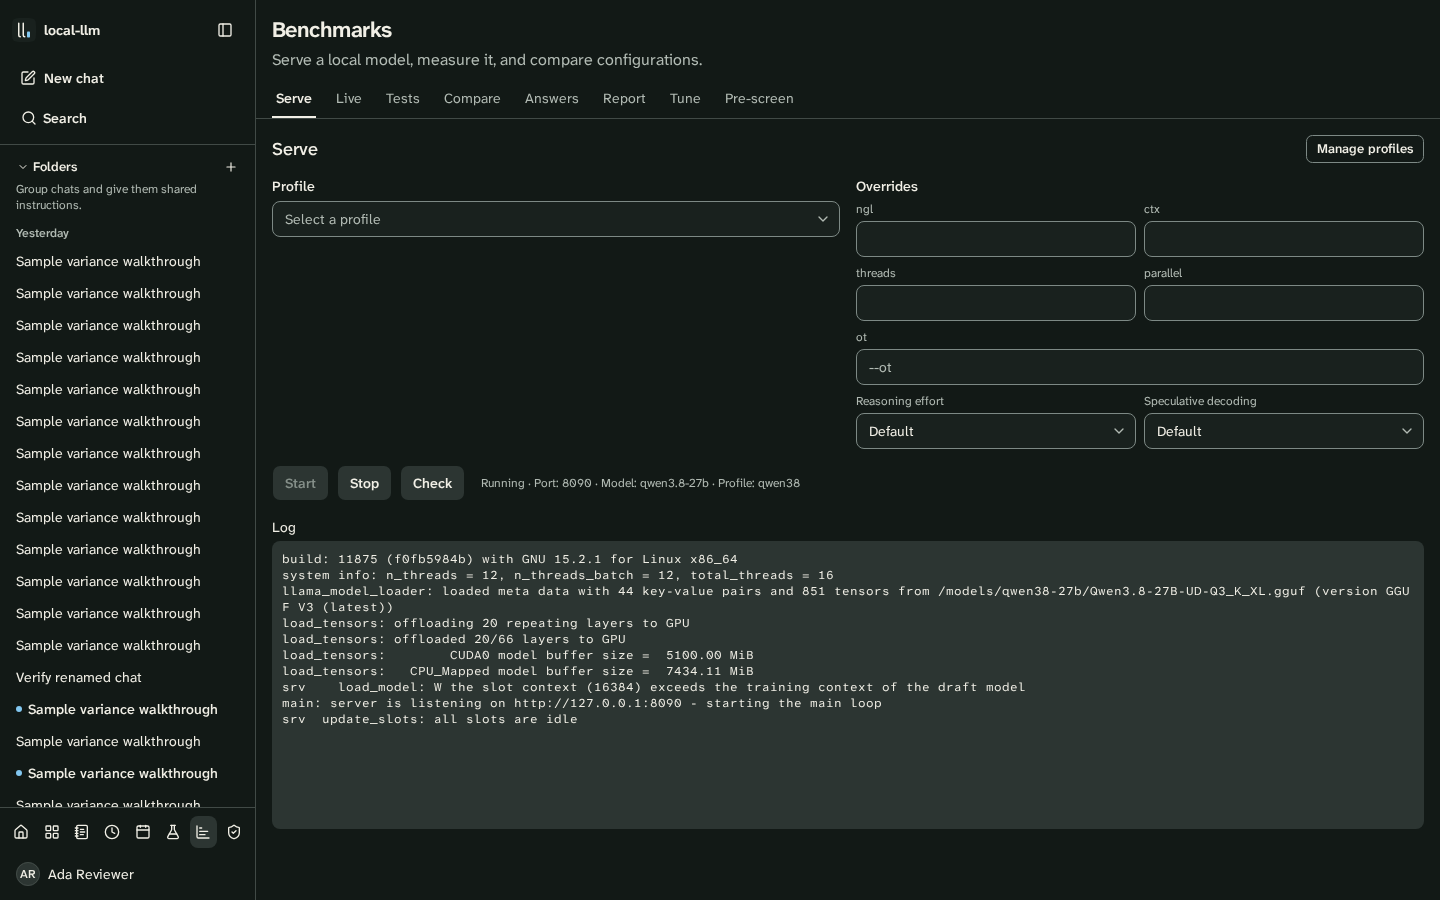 local-llm
New chat
Search
Folders
Group chats and give them shared
instructions.
Yesterday
Sample variance walkthrough
Sample variance walkthrough
Sample variance walkthrough
Sample variance walkthrough
Sample variance walkthrough
Sample variance walkthrough
Sample variance walkthrough
Sample variance walkthrough
Sample variance walkthrough
Sample variance walkthrough
Sample variance walkthrough
Sample variance walkthrough
Sample variance walkthrough
Verify renamed chat
Sample variance walkthrough
Sample variance walkthrough
Sample variance walkthrough
Sample variance walkthrough
AR Ada Reviewer
Benchmarks
Serve a local model, measure it, and compare configurations.
Serve Live Tests Compare Answers Report Tune Pre-screen
Serve
Manage profiles
Profile
Select a profile
Overrides
ngl ctx
threads parallel
ot
--ot
Reasoning effort Speculative decoding
Default Default
Start Stop Check Running · Port: 8090 · Model: qwen3.8-27b · Profile: qwen38
Log
build: 11875 (f0fb5984b) with GNU 15.2.1 for Linux x86_64
system info: n_threads = 12, n_threads_batch = 12, total_threads = 16
llama_model_loader: loaded meta data with 44 key-value pairs and 851 tensors from /models/qwen38-27b/Qwen3.8-27B-UD-Q3_K_XL.gguf (version GGU
F V3 (latest))
load_tensors: offloading 20 repeating layers to GPU
load_tensors: offloaded 20/66 layers to GPU
load_tensors:        CUDA0 model buffer size =  5100.00 MiB
load_tensors:   CPU_Mapped model buffer size =  7434.11 MiB
srv    load_model: W the slot context (16384) exceeds the training context of the draft model
main: server is listening on http://127.0.0.1:8090 - starting the main loop
srv  update_slots: all slots are idle